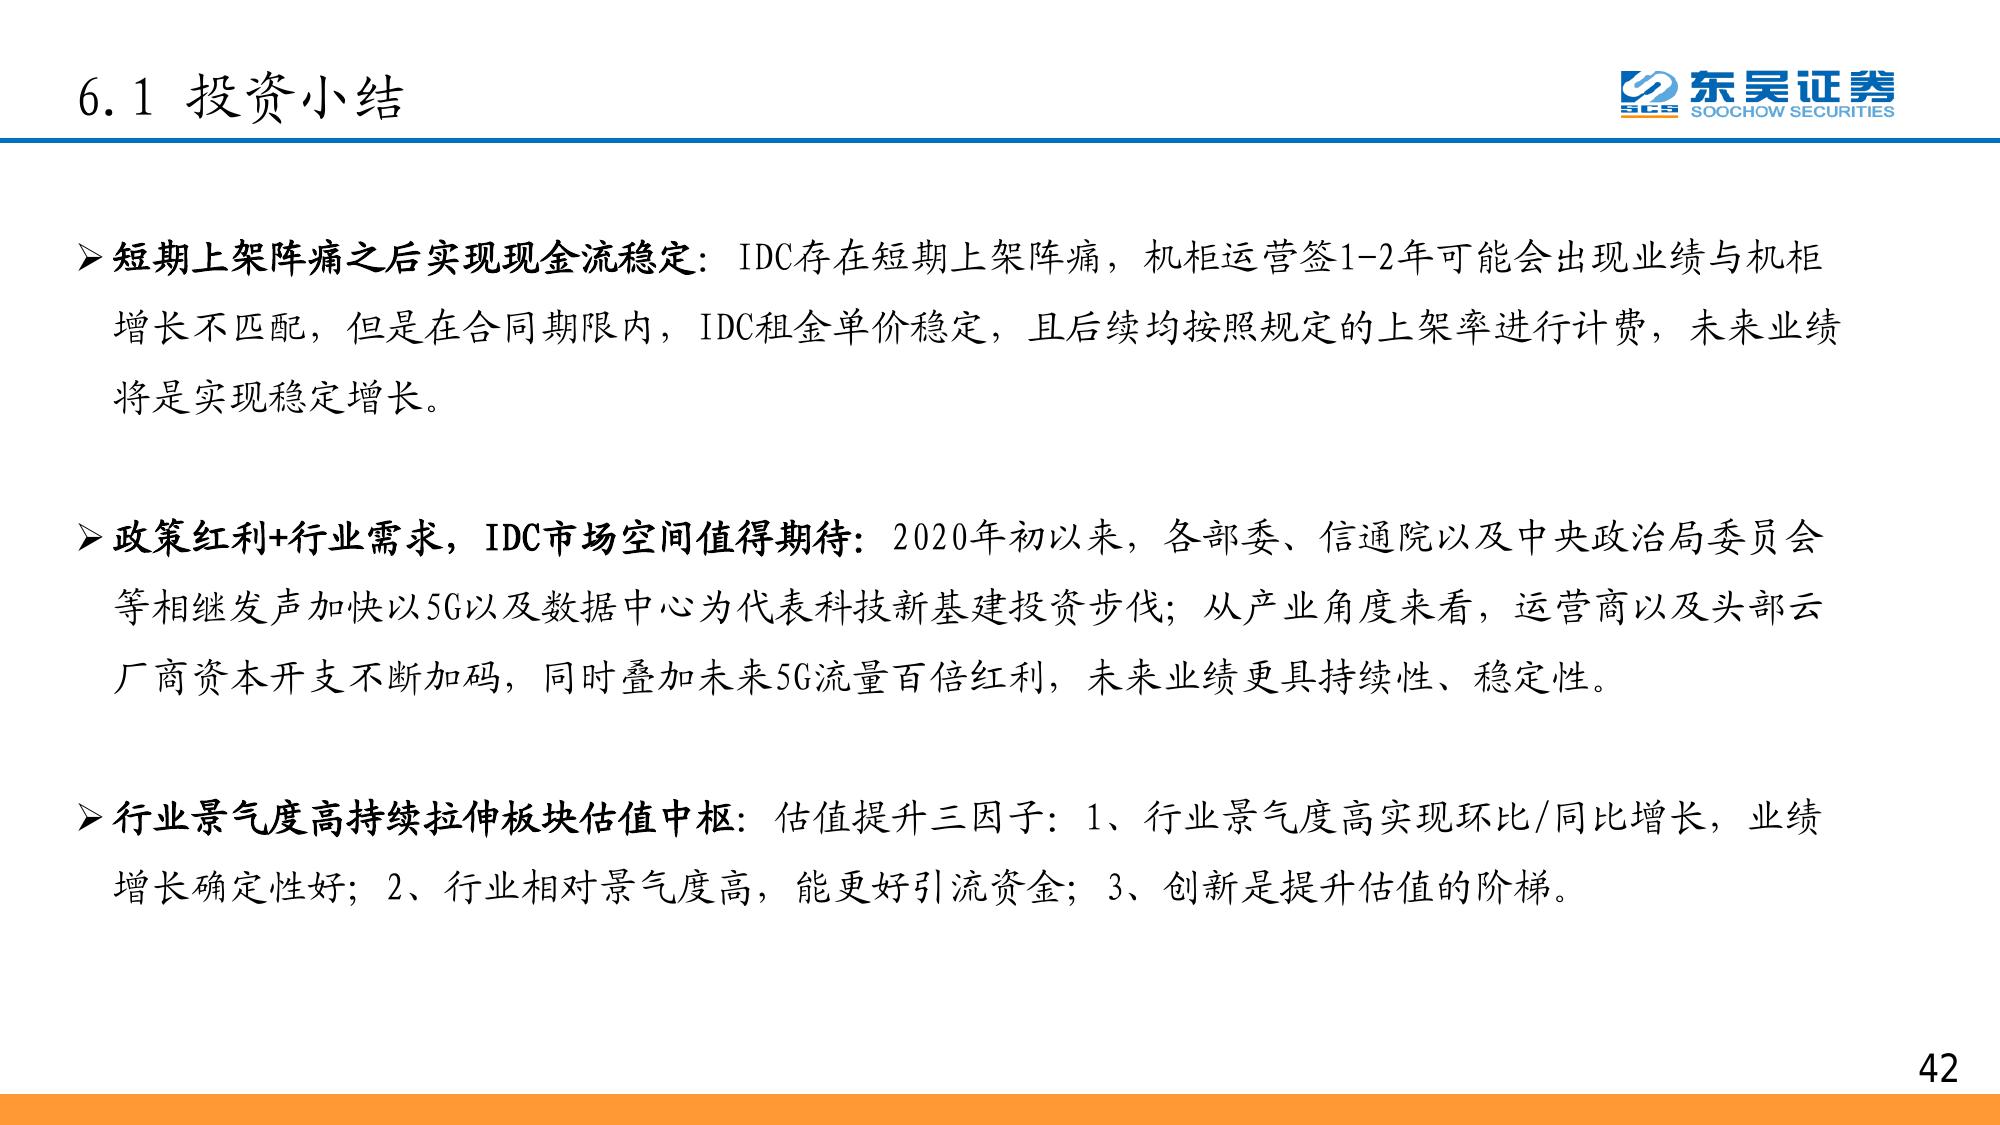 6.1 投资小结
东吴证券
SCS
SOOCHOW SECURITIES
➢短期上架阵痛之后实现现金流稳定：IDC存在短期上架阵痛，机柜运营签1-2年可能会出现业绩与机柜
增长不匹配，但是在合同期限内，IDC租金单价稳定，且后续均按照规定的上架率进行计费，未来业绩
将是实现稳定增长。
➢政策红利+行业需求，IDC市场空间值得期待：2020年初以来，各部委、信通院以及中央政治局委员会
等相继发声加快以5G以及数据中心为代表科技新基建投资步伐；从产业角度来看，运营商以及头部云
厂商资本开支不断加码，同时叠加未来5G流量百倍红利，未来业绩更具持续性、稳定性。
➢行业景气度高持续拉伸板块估值中枢：估值提升三因子：1、行业景气度高实现环比/同比增长，业绩
增长确定性好；2、行业相对景气度高，能更好引流资金；3、创新是提升估值的阶梯。
42